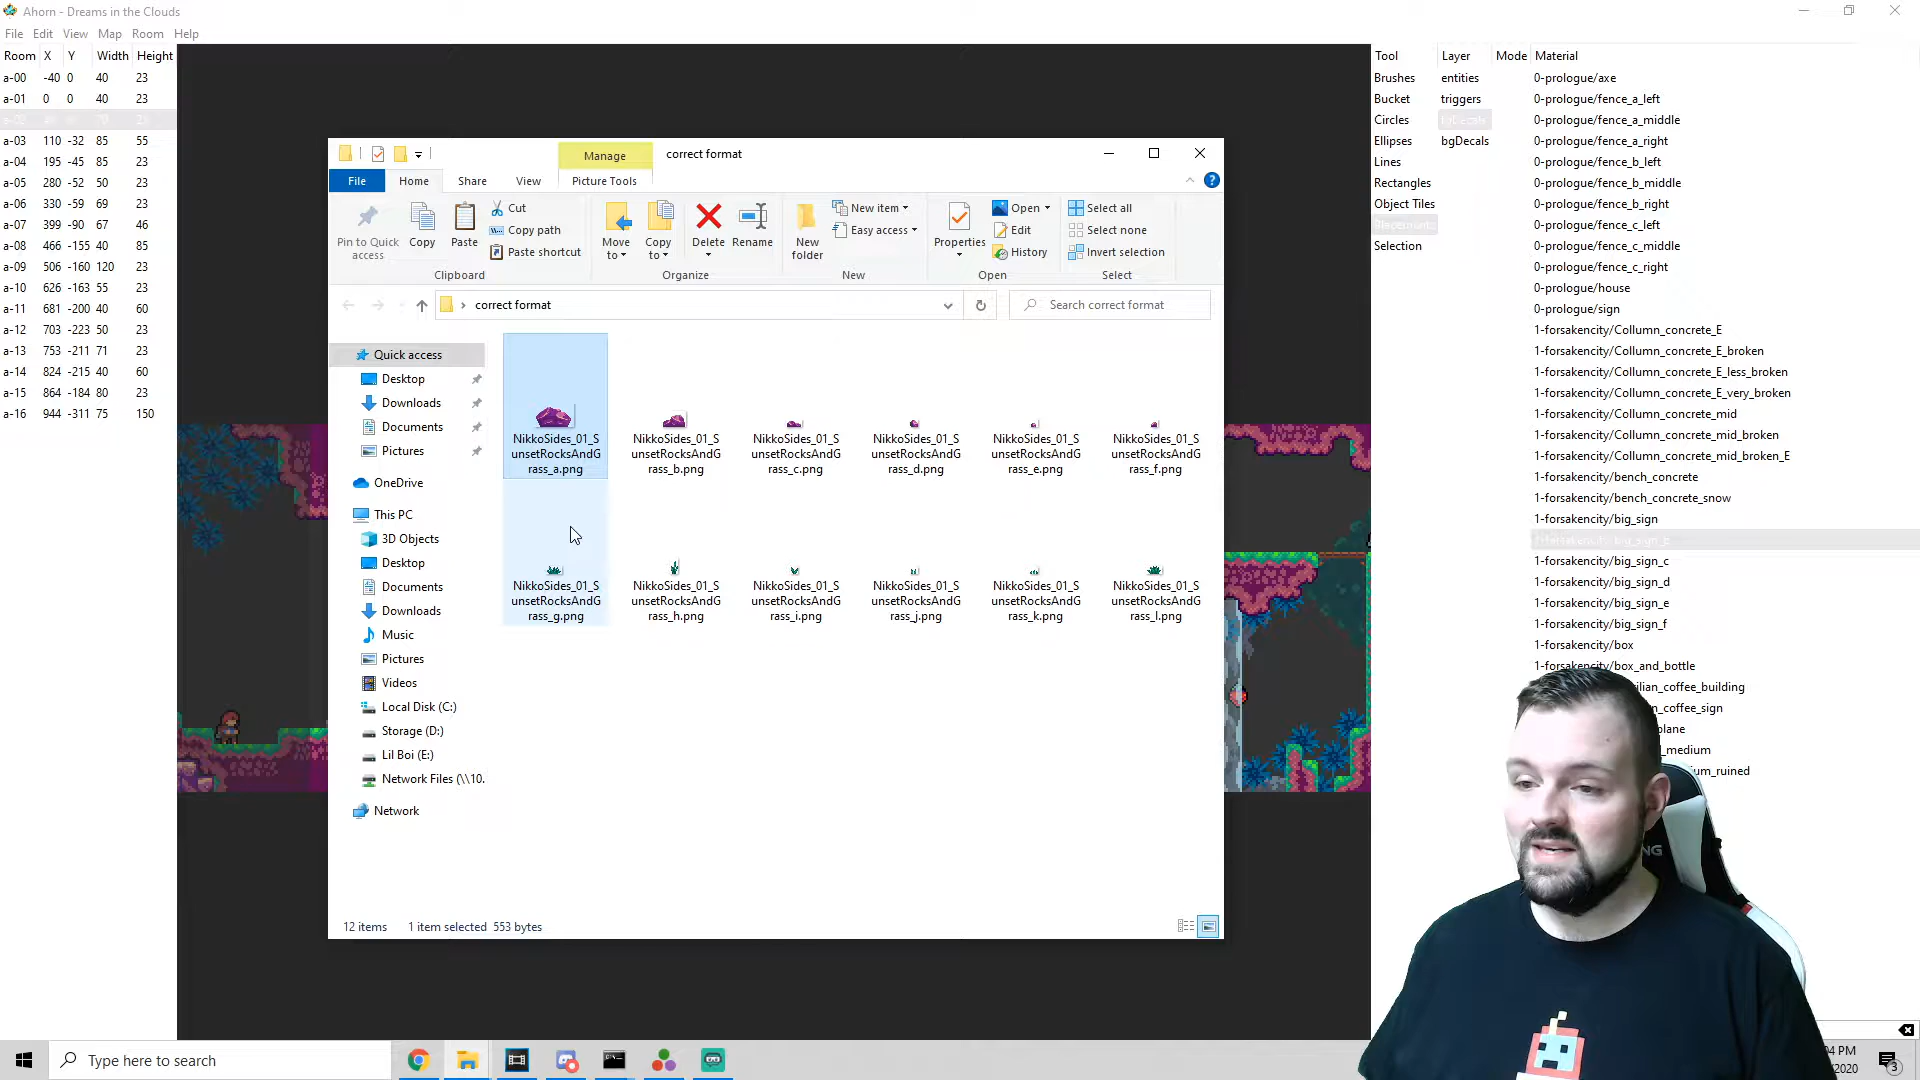 Ahorn - Dreams in the Clouds
File Edit View Map Room Help
Room X Y Width Height
a-00 -40 0 40 23
a-01 0 0 40 23
a-03 110 -32 85 55
a-04 195 -45 85 23
a-05 280 -52 50 23
a-06 330 -59 69 23
a-07 399 -90 67 46
a-08 466 -155 40 85
a-09 506 -160 120 23
a-10 626 -163 55 23
a-11 681 -200 40 60
a-12 703 -223 50 23
a-13 753 -211 71 23
a-14 824 -215 40 60
a-15 864 -184 80 23
a-16 944 -311 75 150
Manage
correct format
File Home Share View Picture Tools
Pin to Quick access
Copy
Paste
Cut
Copy path
Paste shortcut
Clipboard
Move to
Copy to
Delete
Rename
Organize
New folder
New item
Easy access
New
Properties
Open
Edit
History
Open
Select all
Select none
Invert selection
Select
correct format
Search correct format
Quick access
Desktop
Downloads
Documents
Pictures
OneDrive
This PC
3D Objects
Desktop
Documents
Downloads
Music
Pictures
Videos
Local Disk (C:)
Storage (D:)
Lil Boi (E:)
Network Files (\\10.
Network
NikkoSides_01_SunsetRocksAndGrass_a.png
NikkoSides_01_SunsetRocksAndGrass_b.png
NikkoSides_01_SunsetRocksAndGrass_c.png
NikkoSides_01_SunsetRocksAndGrass_d.png
NikkoSides_01_SunsetRocksAndGrass_e.png
NikkoSides_01_SunsetRocksAndGrass_f.png
NikkoSides_01_SunsetRocksAndGrass_g.png
NikkoSides_01_SunsetRocksAndGrass_h.png
NikkoSides_01_SunsetRocksAndGrass_i.png
NikkoSides_01_SunsetRocksAndGrass_j.png
NikkoSides_01_SunsetRocksAndGrass_k.png
NikkoSides_01_SunsetRocksAndGrass_l.png
12 items 1 item selected 553 bytes
Tool Layer Mode Material
Brushes
Bucket
Circles
Ellipses
Lines
Rectangles
Object Tiles
Selection
entities
triggers
bgDecals
0-prologue/axe
0-prologue/fence_a_left
0-prologue/fence_a_middle
0-prologue/fence_a_right
0-prologue/fence_b_left
0-prologue/fence_b_middle
0-prologue/fence_b_right
0-prologue/fence_c_left
0-prologue/fence_c_middle
0-prologue/fence_c_right
0-prologue/house
0-prologue/sign
1-forsakencity/Collumn_concrete_E
1-forsakencity/Collumn_concrete_E_broken
1-forsakencity/Collumn_concrete_E_less_broken
1-forsakencity/Collumn_concrete_E_very_broken
1-forsakencity/Collumn_concrete_mid
1-forsakencity/Collumn_concrete_mid_broken
1-forsakencity/Collumn_concrete_mid_broken_E
1-forsakencity/bench_concrete
1-forsakencity/bench_concrete_snow
1-forsakencity/big_sign
1-forsakencity/big_sign_b
1-forsakencity/big_sign_c
1-forsakencity/big_sign_d
1-forsakencity/big_sign_e
1-forsakencity/big_sign_f
1-forsakencity/box
1-forsakencity/box_and_bottle
ilian_coffee_building
n_coffee_sign
plane
l_medium
ium_ruined
NG
Type here to search
04 PM
2020
3